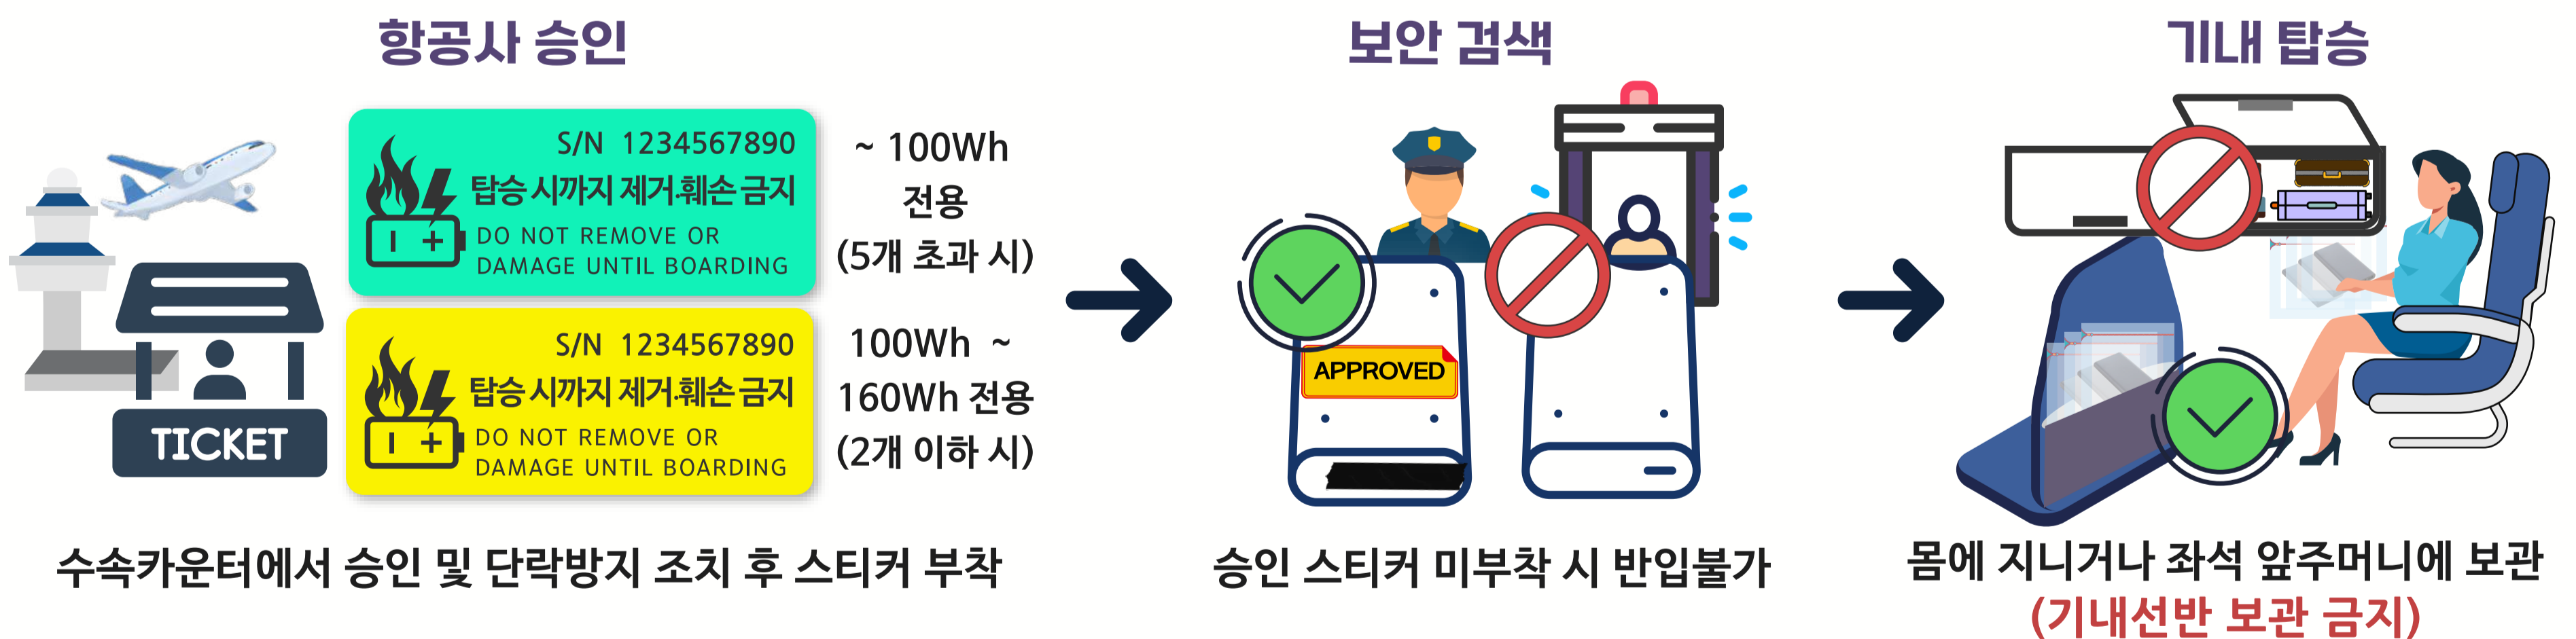 항공사 승인
S/N 1234567890
탑승 시까지 제거.훼손 금지
DO NOT REMOVE OR
DAMAGE UNTIL BOARDING
~ 100Wh
전용
(5개 초과 시)
S/N 1234567890
탑승 시까지 제거.훼손 금지
DO NOT REMOVE OR
DAMAGE UNTIL BOARDING
100Wh ~
160Wh 전용
(2개 이하 시)
TICKET
수속카운터에서 승인 및 단락방지 조치 후 스티커 부착
보안 검색
APPROVED
승인 스티커 미부착 시 반입불가
기내 탑승
몸에 지니거나 좌석 앞주머니에 보관
(기내선반 보관 금지)